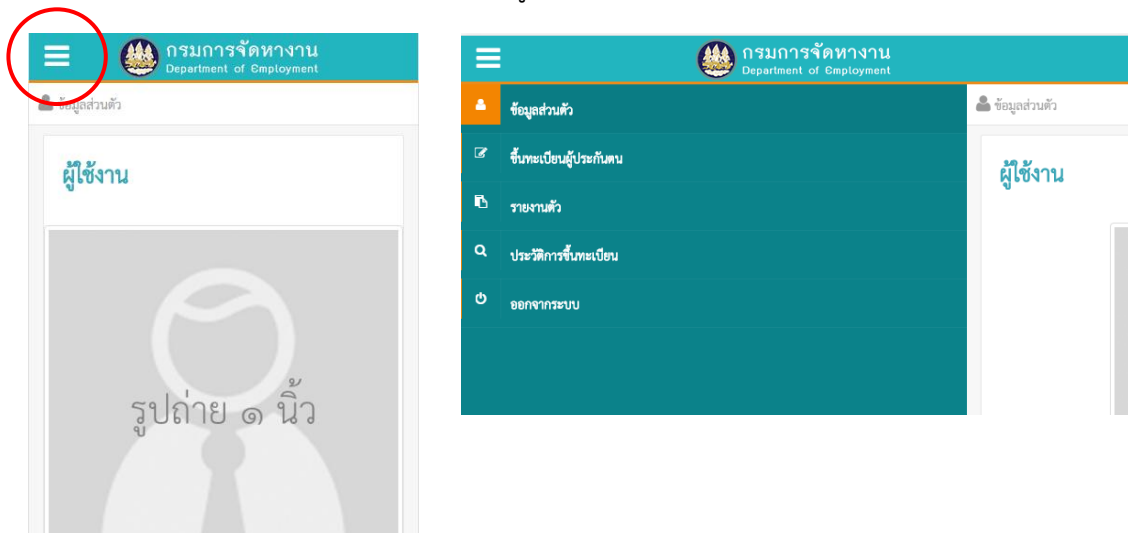 กรมการจัดหางาน
Department of Employment
ข้อมูลส่วนตัว
ผู้ใช้งาน
รูปถ่าย ๑ นิ้ว
กรมการจัดหางาน
Department of Employment
ข้อมูลส่วนตัว
ขึ้นทะเบียนผู้ประกันตน
รายงานตัว
ประวัติการขึ้นทะเบียน
ออกจากระบบ
ข้อมูลส่วนตัว
ผู้ใช้งาน